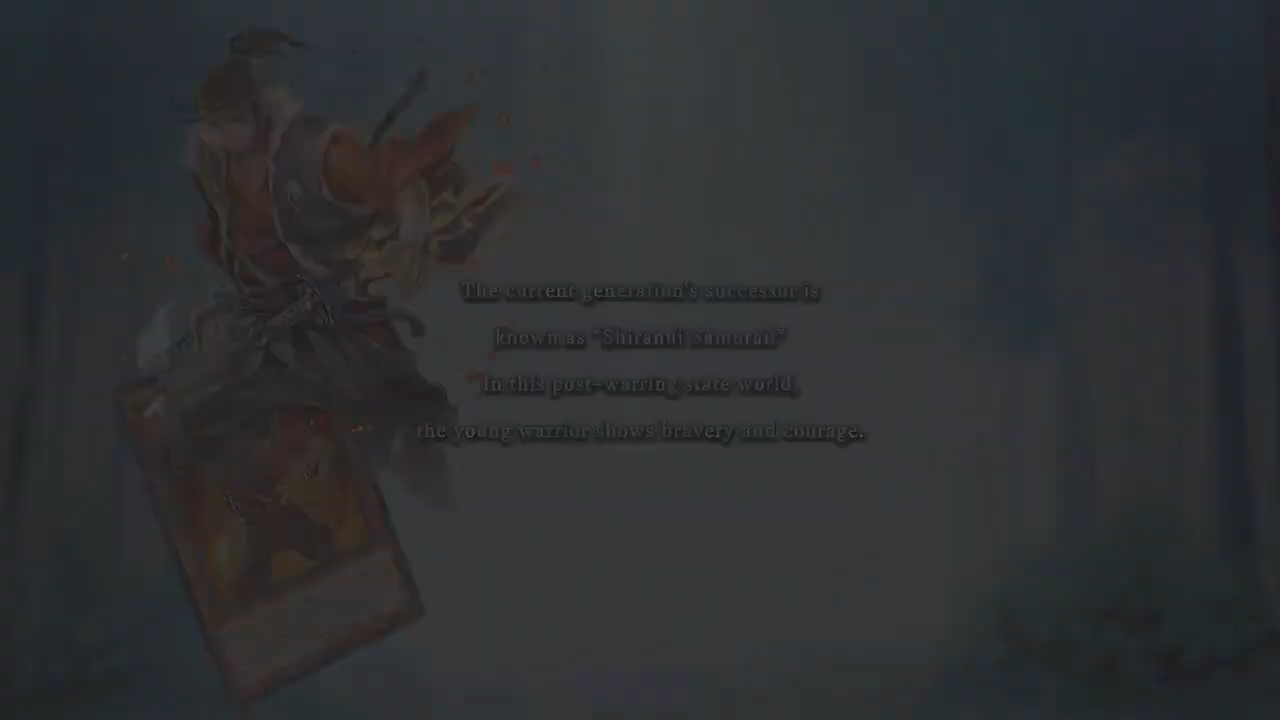 The current generation's successor is
known as "Shiranui Samurai"
In this post-warring state world,
the young warrior shows bravery and courage.